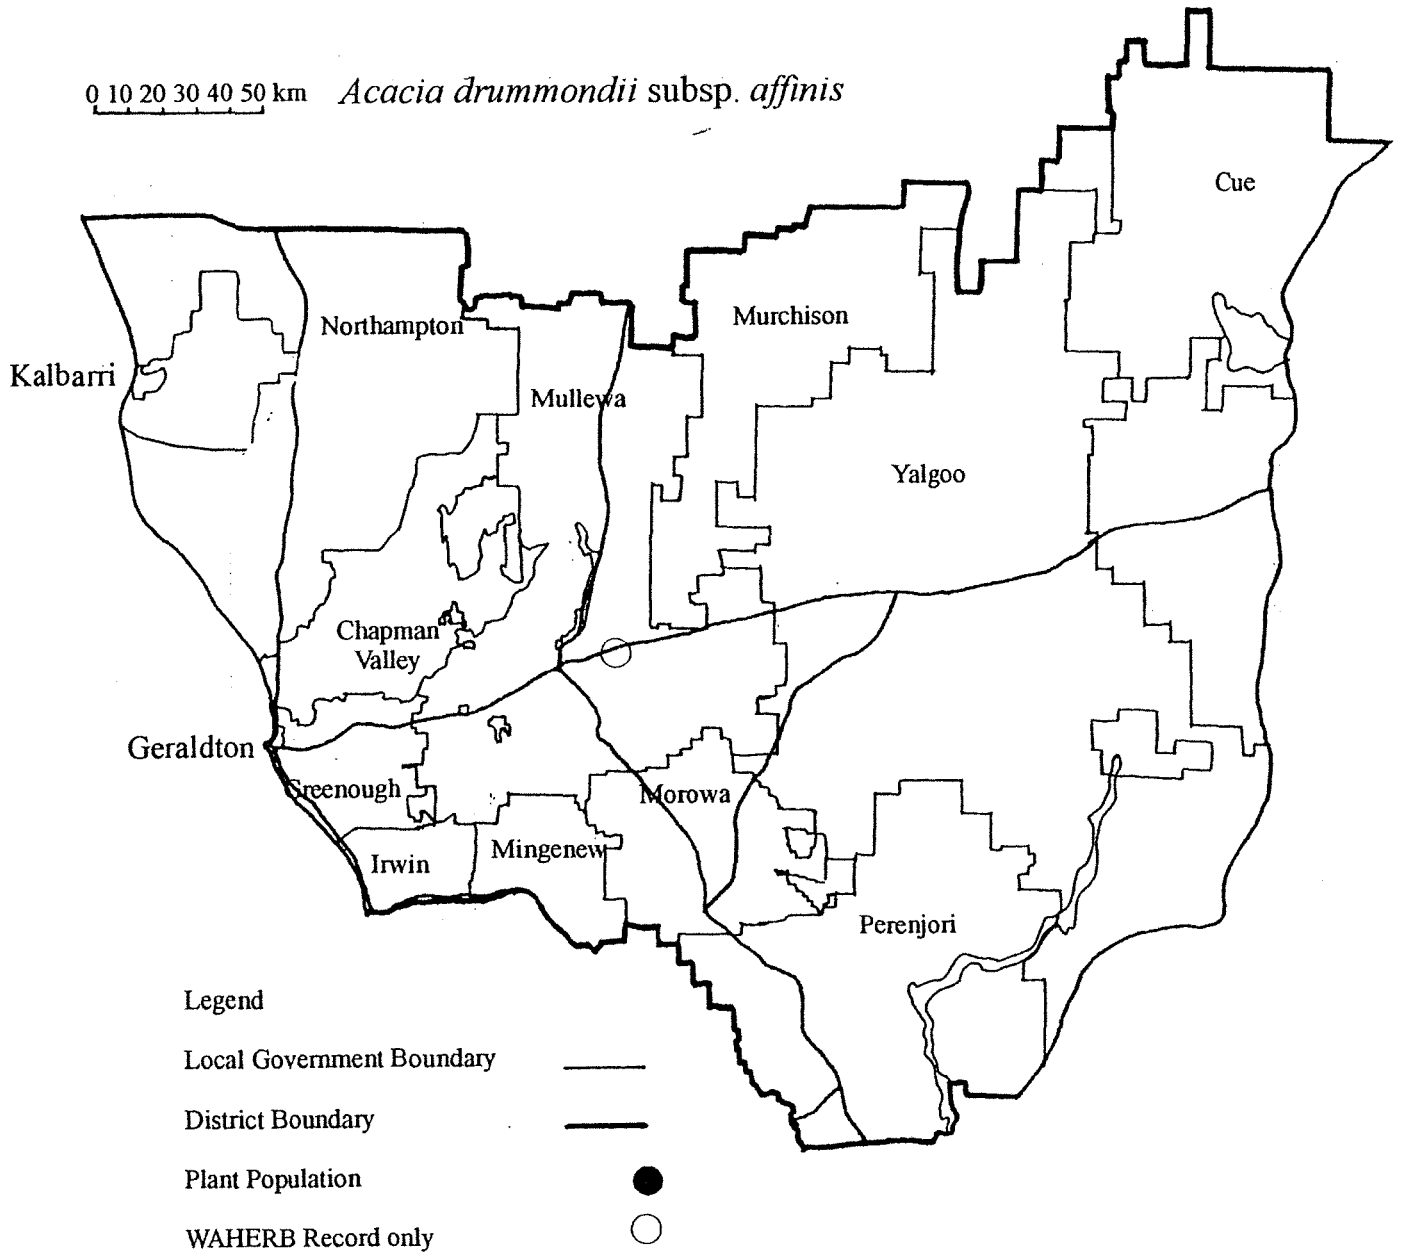 0 10 20 30 40 50 km
Acacia drummondii subsp. affinis
Cue
Northampton
Murchison
Kalbarri
Mullewa
Yalgoo
Chapman
Valley
Geraldton
Greenough
Morowa
Irwin
Mingenew
Perenjori
Legend
Local Government Boundary
District Boundary
Plant Population
WAHERB Record only